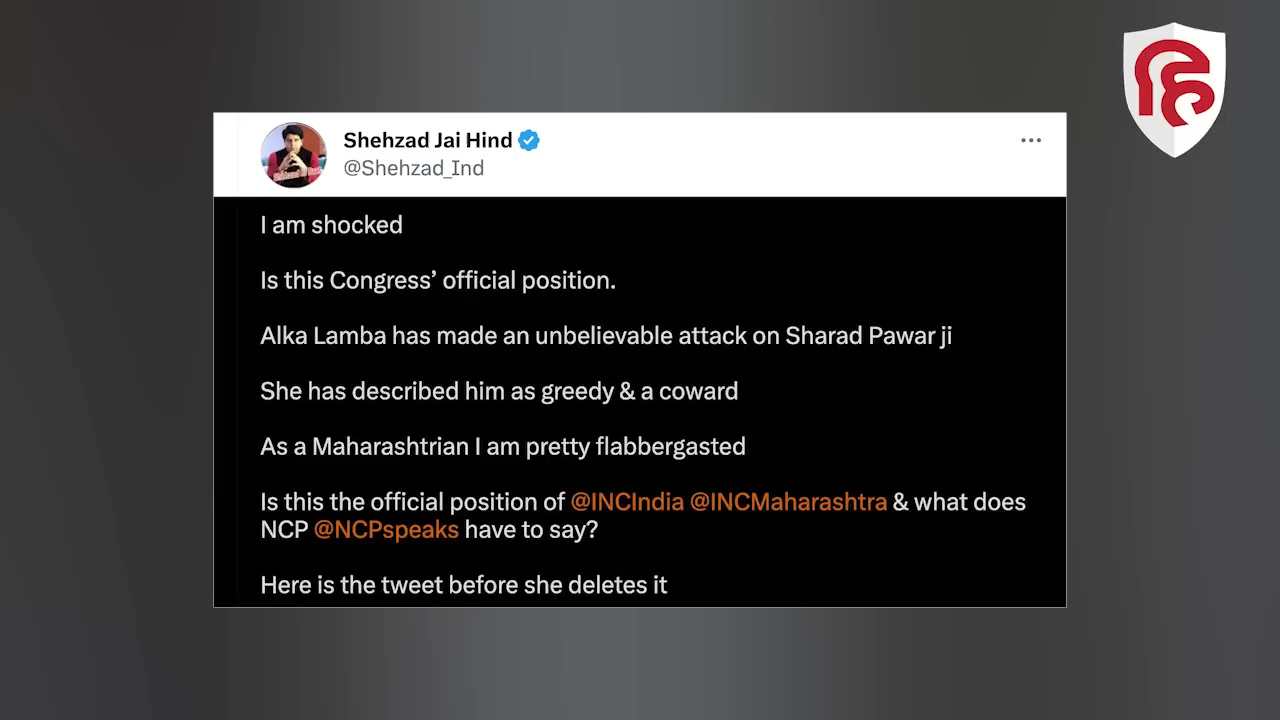 Shehzad Jai Hind
@Shehzad_Ind
I am shocked
Is this Congress’ official position.
Alka Lamba has made an unbelievable attack on Sharad Pawar ji
She has described him as greedy & a coward
As a Maharashtrian I am pretty flabbergasted
Is this the official position of @INCIndia @INCMaharashtra & what does
NCP @NCPspeaks have to say?
Here is the tweet before she deletes it